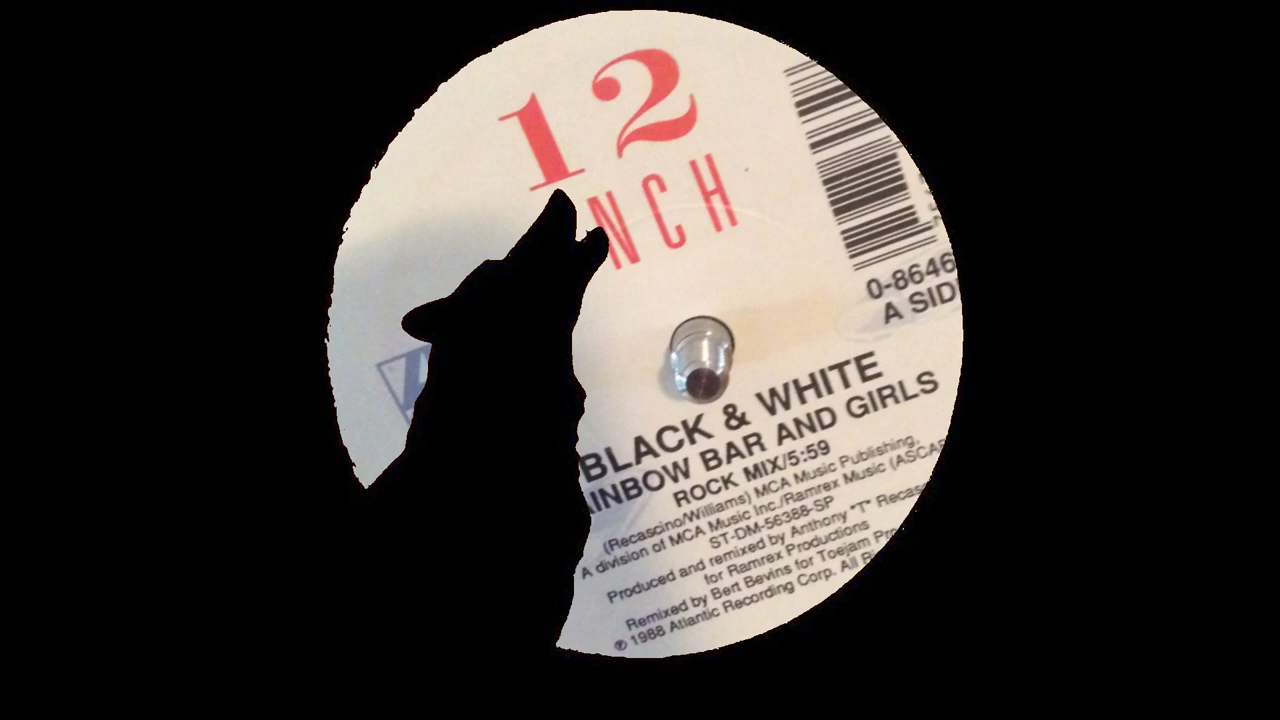 12
NCH
0-8646
A SID
BLACK & WHITE
AINBOW BAR AND GIRLS
ROCK MIX/5:59
(Recascino/Williams) MCA Music Publishing,
A division of MCA Music Inc./Ramrex Music (ASCAP
ST-DM-56388-SP
Produced and remixed by Anthony "T" Recasc
for Ramrex Productions
Remixed by Bert Bevins for Toejam Pro
℗ 1988 Atlantic Recording Corp. All Ri